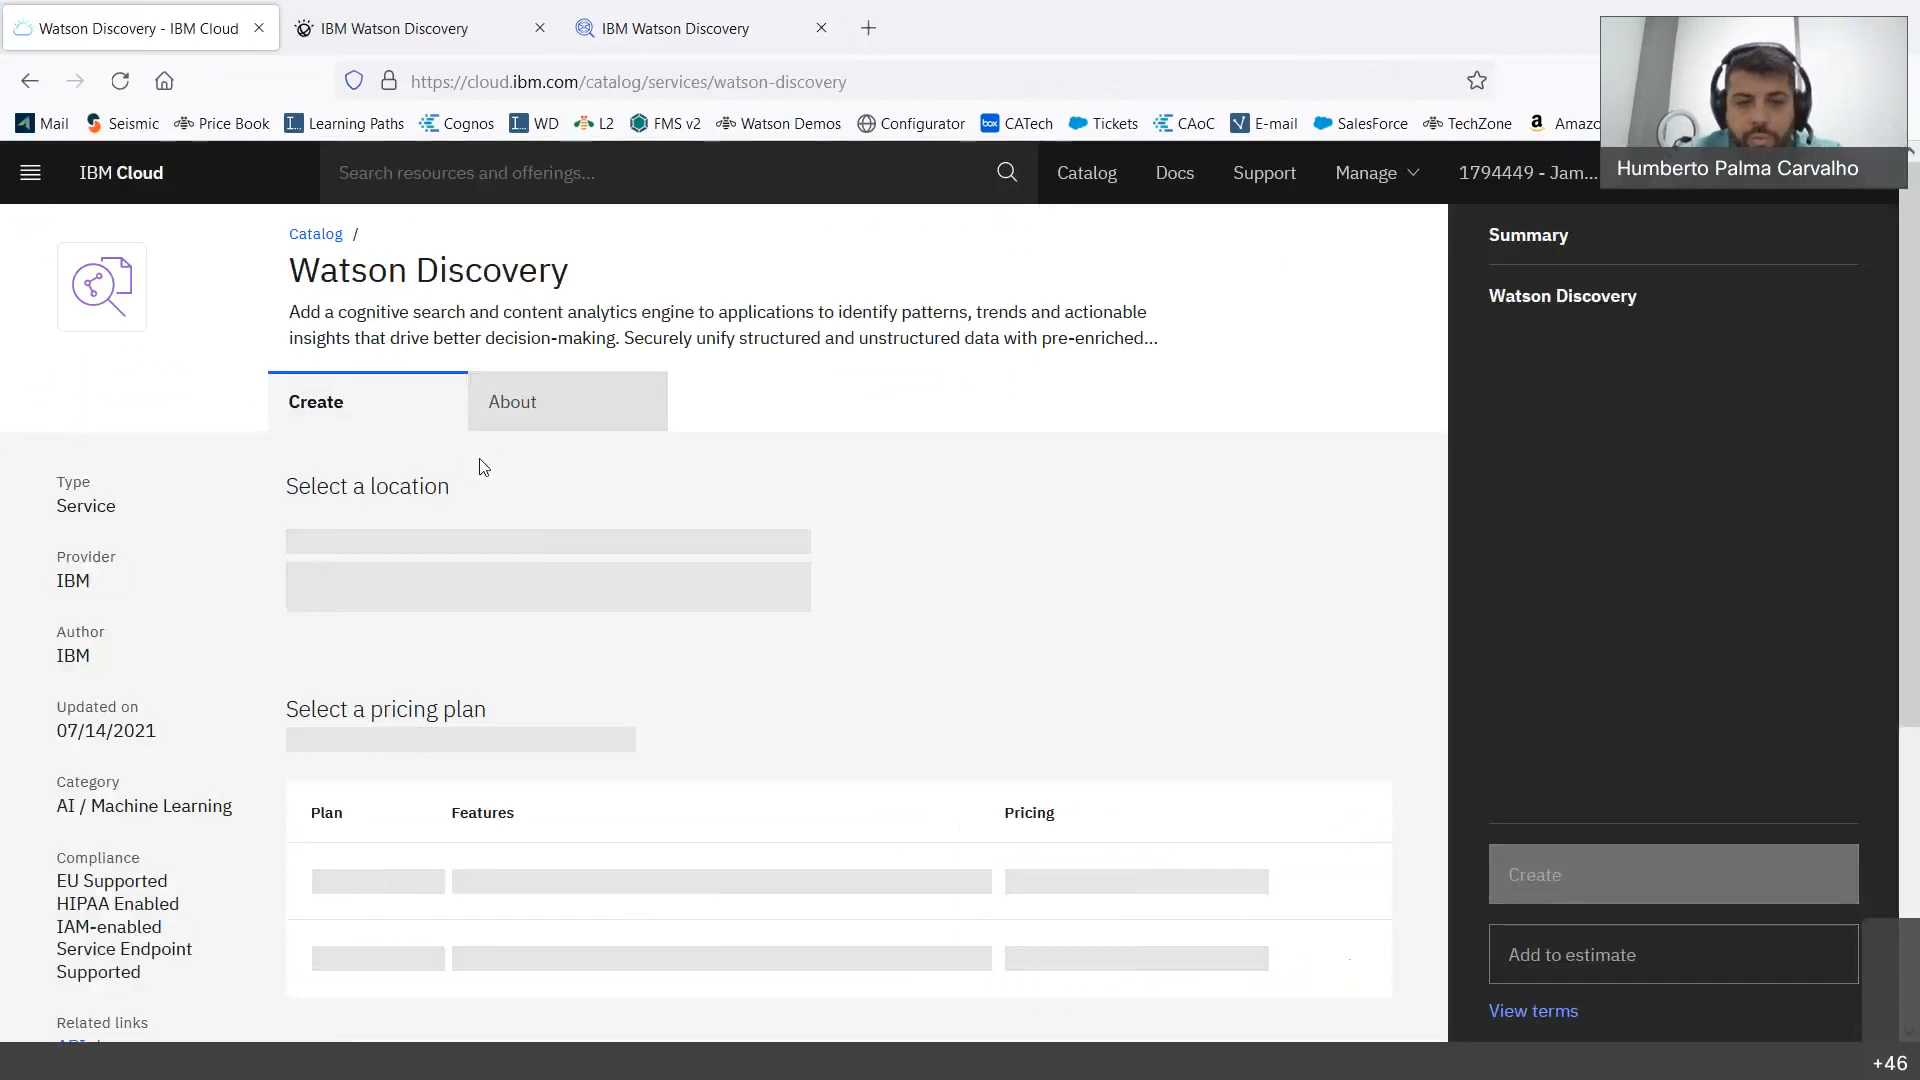 Watson Discovery - IBM Cloud
IBM Watson Discovery
IBM Watson Discovery
https://cloud.ibm.com/catalog/services/watson-discovery
Mail
Seismic
Price Book
Learning Paths
Cognos
WD
L2
FMS v2
Watson Demos
Configurator
CATech
Tickets
CAoC
E-mail
SalesForce
TechZone
Amazo
Humberto Palma Carvalho
IBM Cloud
Search resources and offerings...
Catalog
Docs
Support
Manage
1794449 - Jam...
Catalog /
Watson Discovery
Add a cognitive search and content analytics engine to applications to identify patterns, trends and actionable
insights that drive better decision-making. Securely unify structured and unstructured data with pre-enriched...
Create
About
Type
Service
Provider
IBM
Author
IBM
Updated on
07/14/2021
Category
AI / Machine Learning
Compliance
EU Supported
HIPAA Enabled
IAM-enabled
Service Endpoint
Supported
Related links
Select a location
Select a pricing plan
Plan
Features
Pricing
Summary
Watson Discovery
Create
Add to estimate
View terms
+46